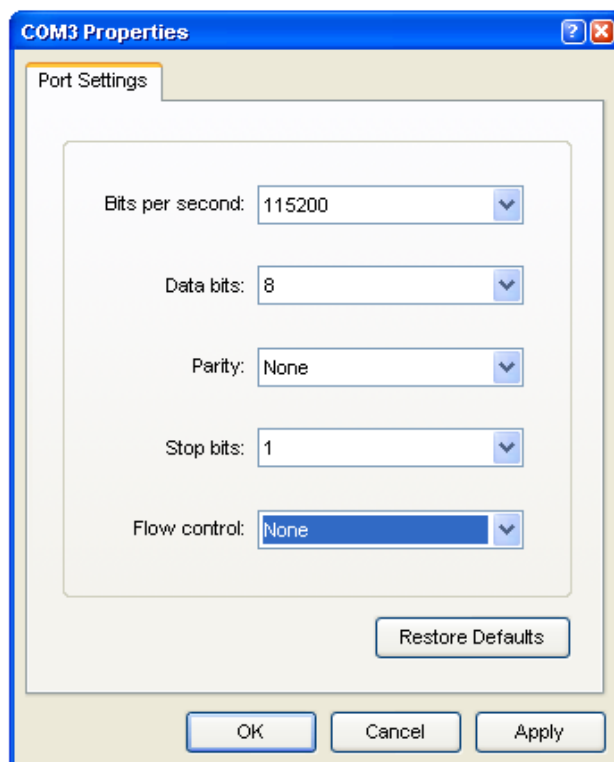 COM3 Properties
Port Settings
Bits per second: 115200
Data bits: 8
Parity: None
Stop bits: 1
Flow control: None
Restore Defaults
OK Cancel Apply